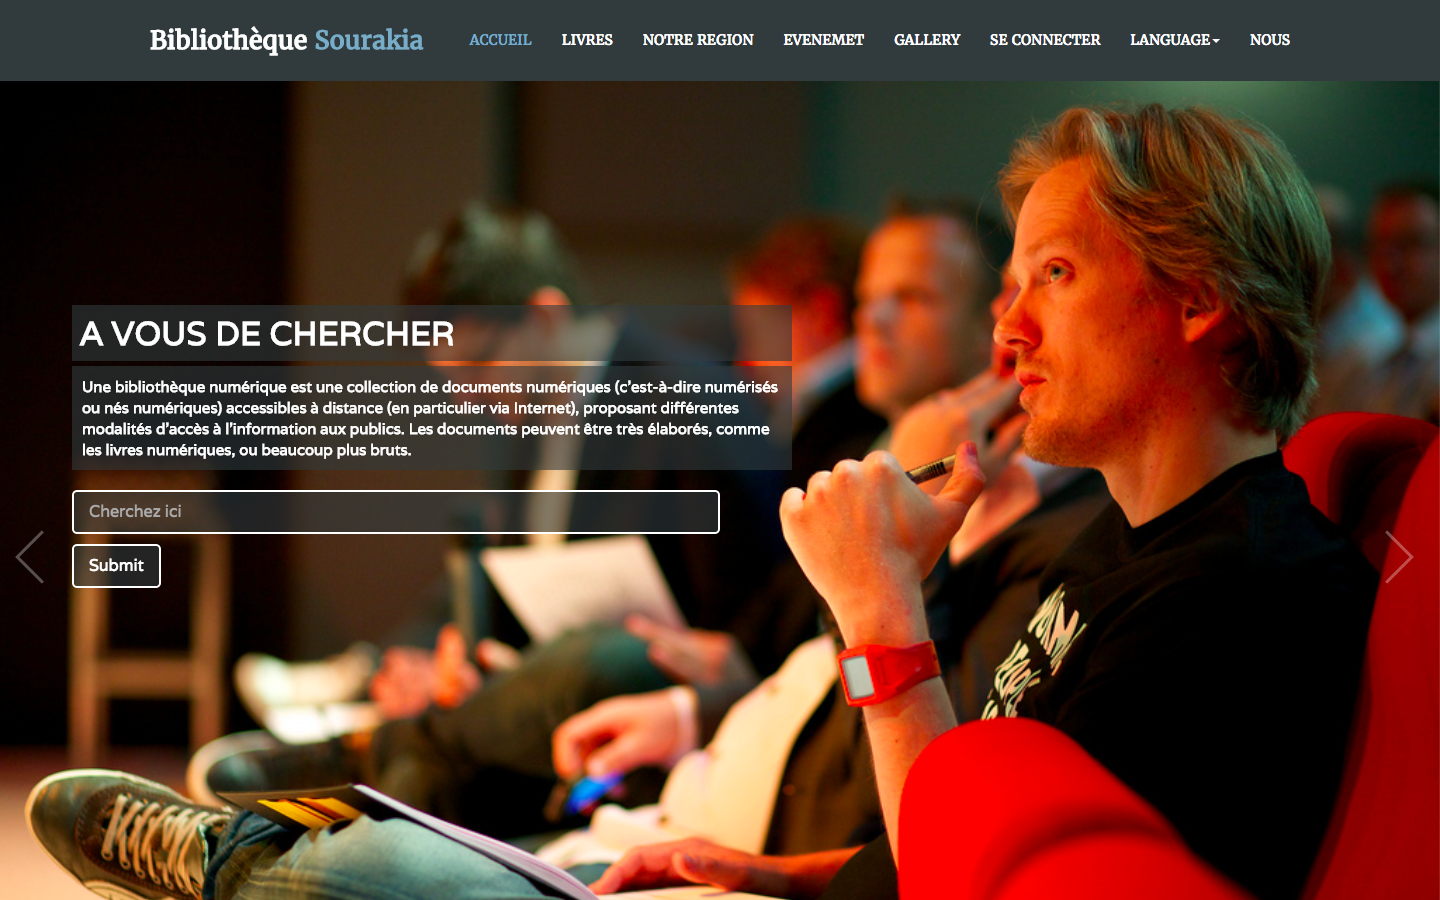 Bibliothèque Sourakia
ACCUEIL
LIVRES
NOTRE REGION
EVENEMET
GALLERY
SE CONNECTER
LANGUAGE
NOUS
A VOUS DE CHERCHER
Une bibliothèque numérique est une collection de documents numériques (c'est-à-dire numérisés
ou nés numériques) accessibles à distance (en particulier via Internet), proposant différentes
modalités d'accès à l'information aux publics. Les documents peuvent être très élaborés, comme
les livres numériques, ou beaucoup plus bruts.
Cherchez ici
Submit